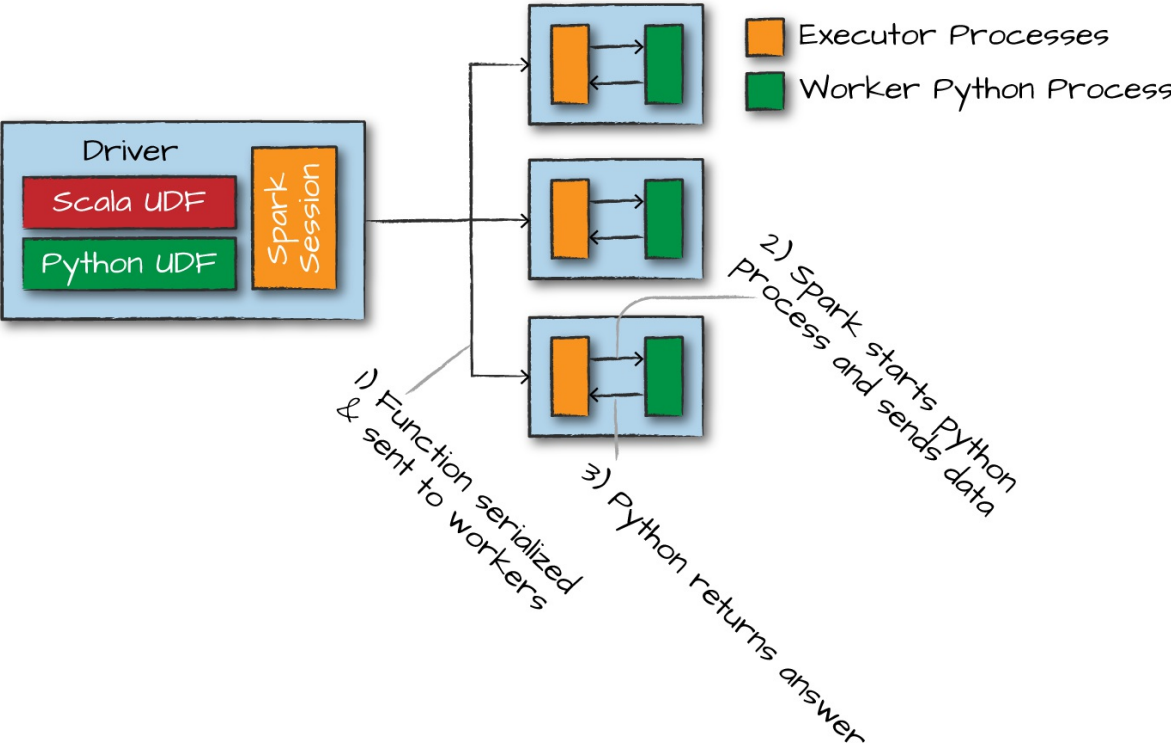 Executor Processes
Worker Python Process
Driver
Scala UDF
Python UDF
Spark
Session
1) Function serialized
& sent to workers
2) Spark starts python
process and sends data
3) Python returns answer